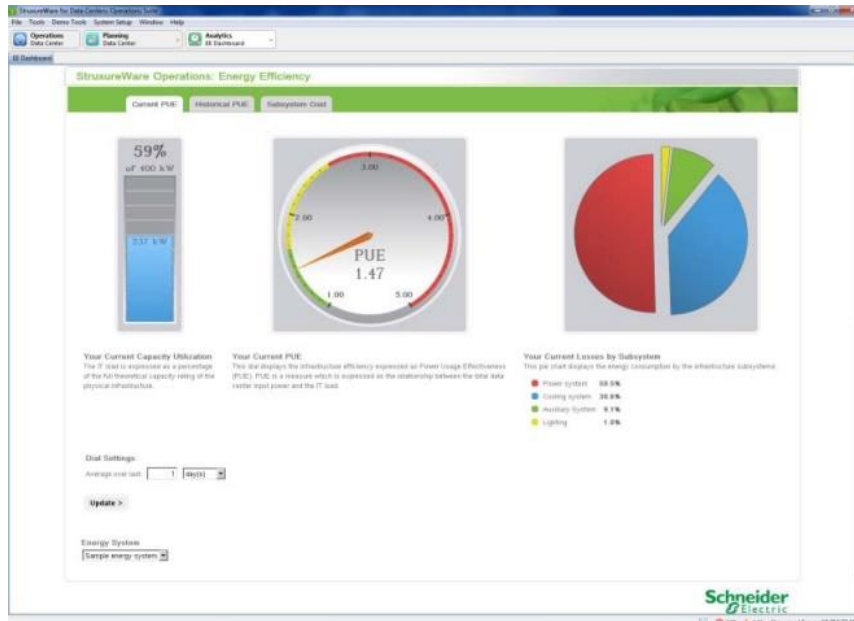 StruxureWare for Data Centers Operations Suite
File Tools Demo Tools System Setup Window Help
Operations
Data Center
Planning
Data Center
Analytics
EE Dashboard
EE Dashboard
StruxureWare Operations: Energy Efficiency
Current PUE Historical PUE Subsystem Cost
59%
of 400 kW
237 kW
1.00
2.00
3.00
4.00
5.00
PUE
1.47
Your Current Capacity Utilization
The IT load is expressed as a percentage
of the full theoretical capacity rating of the
physical infrastructure.
Your Current PUE
This dial displays the infrastructure efficiency expressed as Power Usage Effectiveness
(PUE). PUE is a measure which is expressed as the relationship between the total data
center input power and the IT load.
Your Current Losses by Subsystem
This pie chart displays the energy consumption by the infrastructure subsystems
Power system
Cooling system
Auxiliary System 9.1%
Lighting 1.0%
Dial Settings
Average over last: 1 day(s)
Update >
Energy System
Sample energy system
Schneider
Electric